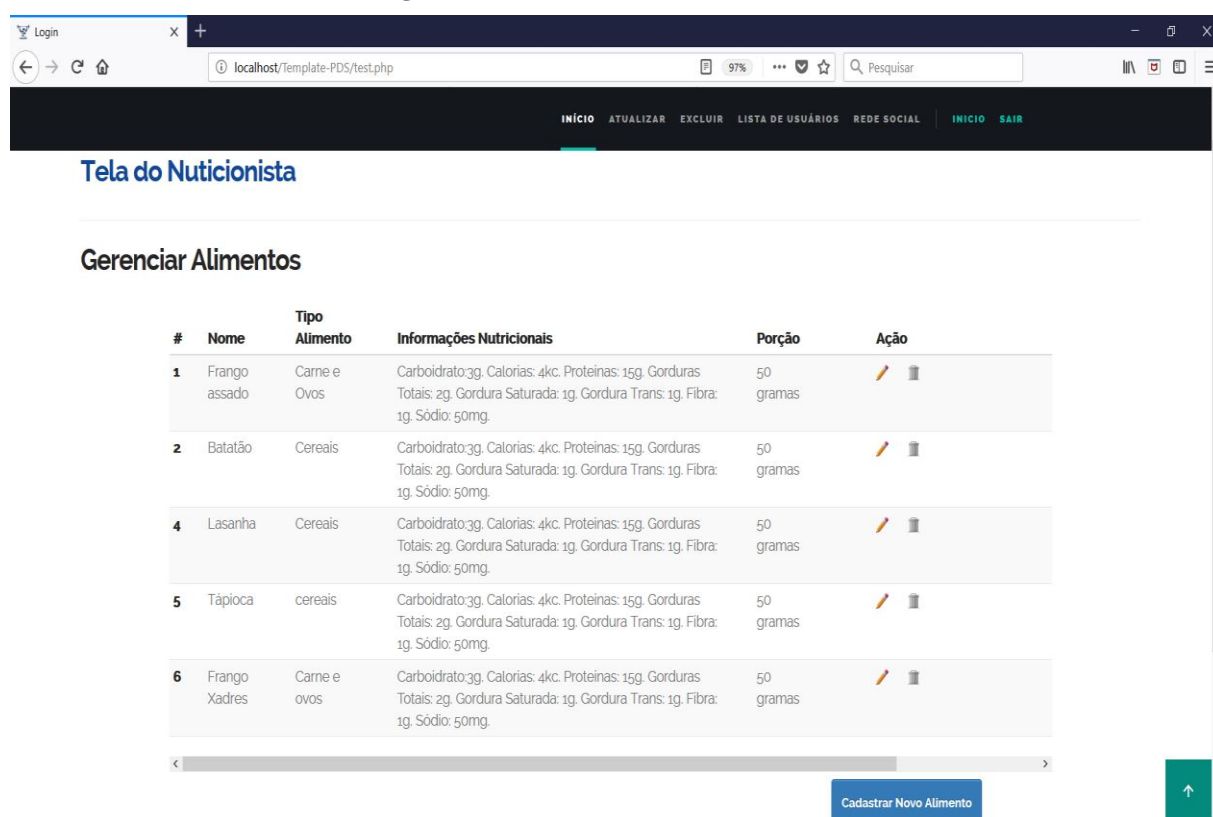 Login
localhost/Template-PDS/test.php
97%
Pesquisar
INÍCIO ATUALIZAR EXCLUIR LISTA DE USUÁRIOS REDE SOCIAL INICIO SAIR
Tela do Nuticionista
Gerenciar Alimentos
# Nome Tipo Alimento Informações Nutricionais Porção Ação
1 Frango assado Carne e Ovos Carboidrato:3g. Calorias: 4kc. Proteinas: 15g. Gorduras
Totais: 2g. Gordura Saturada: 1g. Gordura Trans: 1g. Fibra:
1g. Sódio: 50mg.
50 gramas
2 Batatão Cereais Carboidrato:3g. Calorias: 4kc. Proteinas: 15g. Gorduras
Totais: 2g. Gordura Saturada: 1g. Gordura Trans: 1g. Fibra:
1g. Sódio: 50mg.
50 gramas
4 Lasanha Cereais Carboidrato:3g. Calorias: 4kc. Proteinas: 15g. Gorduras
Totais: 2g. Gordura Saturada: 1g. Gordura Trans: 1g. Fibra:
1g. Sódio: 50mg.
50 gramas
5 Tápioca cereais Carboidrato:3g. Calorias: 4kc. Proteinas: 15g. Gorduras
Totais: 2g. Gordura Saturada: 1g. Gordura Trans: 1g. Fibra:
1g. Sódio: 50mg.
50 gramas
6 Frango Xadres Carne e ovos Carboidrato:3g. Calorias: 4kc. Proteinas: 15g. Gorduras
Totais: 2g. Gordura Saturada: 1g. Gordura Trans: 1g. Fibra:
1g. Sódio: 50mg.
50 gramas
Cadastrar Novo Alimento